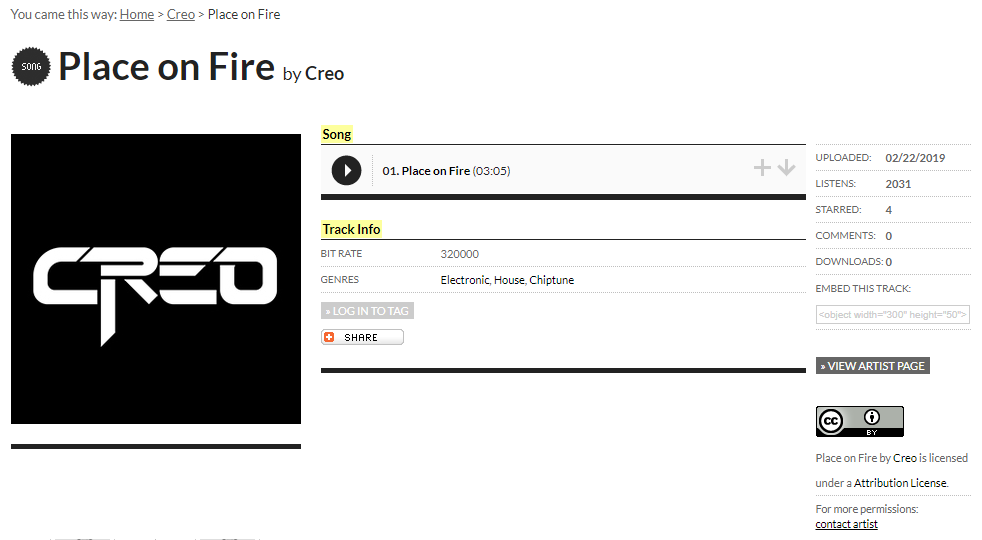 You came this way: Home > Creo > Place on Fire
SONG
Place on Fire by Creo
CREO
Song
01. Place on Fire (03:05)
Track Info
BIT RATE 320000
GENRES Electronic, House, Chiptune
» LOG IN TO TAG
SHARE
UPLOADED: 02/22/2019
LISTENS: 2031
STARRED: 4
COMMENTS: 0
DOWNLOADS: 0
EMBED THIS TRACK:
<object width="300" height="50">
» VIEW ARTIST PAGE
cc
BY
Place on Fire by Creo is licensed
under a Attribution License.
For more permissions:
contact artist